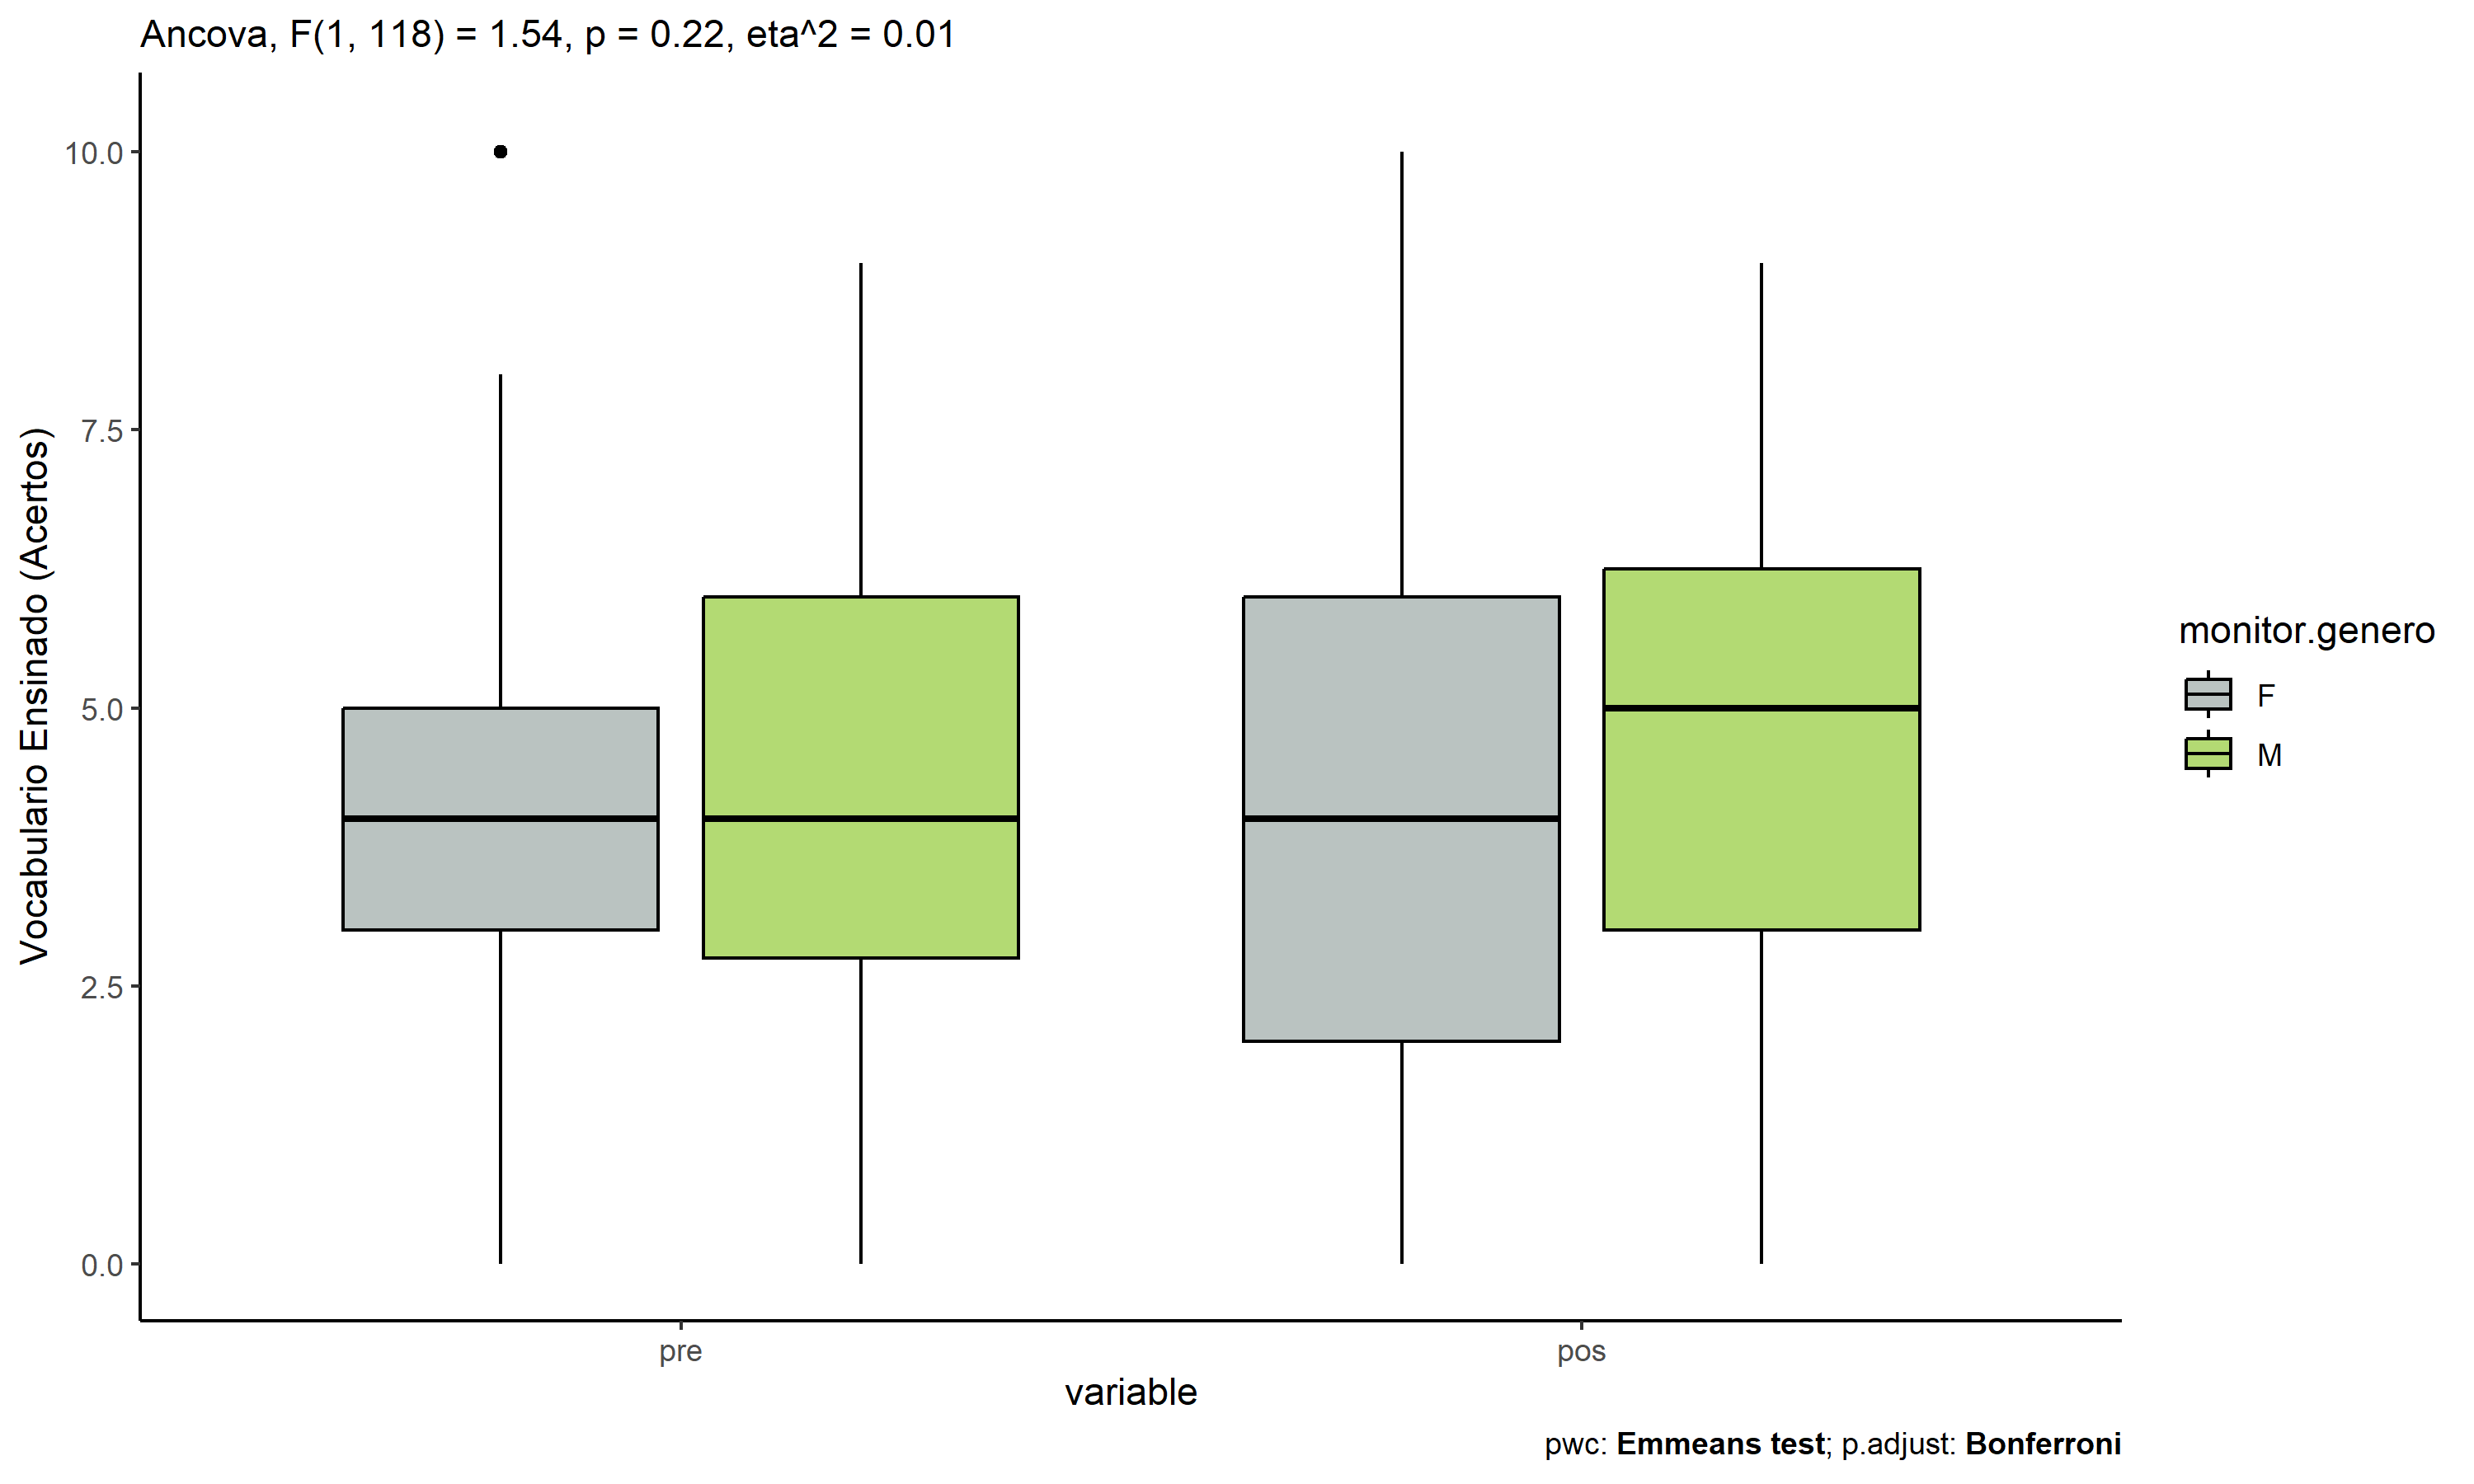 Ancova, F(1, 118) = 1.54, p = 0.22, eta^2 = 0.01
Vocabulario Ensinado (Acertos)
10.0
7.5
5.0
2.5
0.0
pre
pos
variable
monitor.genero
F
M
pwc: Emmeans test; p.adjust: Bonferroni